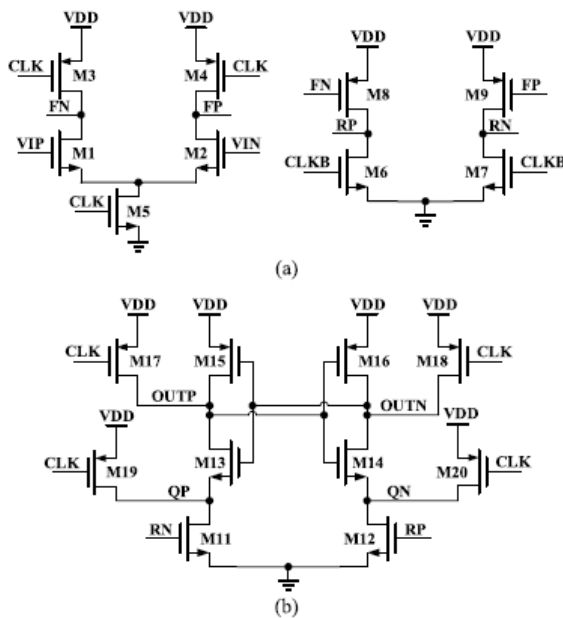 VDD VDD
CLK M3 M4 CLK
FN FP
VIP M1 M2 VIN
CLK M5
VDD VDD
FN M8 M9 FP
RP RN
CLKB M6 M7 CLKB
(a)
VDD VDD VDD VDD
CLK M17 M15 M16 M18 CLK
OUTP OUTN
VDD VDD
CLK M19 M13 M14 M20 CLK
QP QN
RN M11 M12 RP
(b)